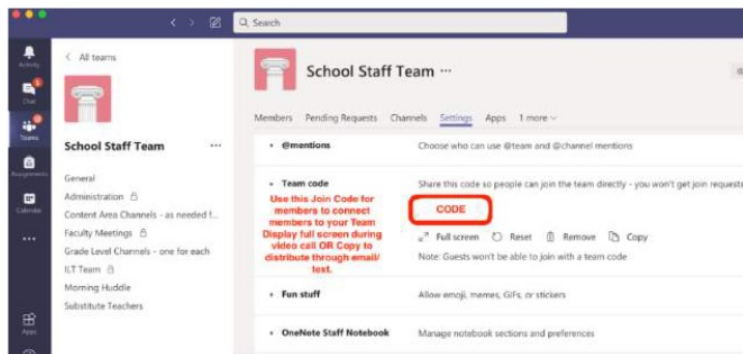 Search
Activity
Chat
Teams
Assignments
Calendar
Apps
All teams
School Staff Team
General
Administration
Content Area Channels - as needed f...
Faculty Meetings
Grade Level Channels - one for each
ILT Team
Morning Huddle
Substitute Teachers
School Staff Team
Members Pending Requests Channels Settings Apps 1 more
@mentions Choose who can use @team and @channel mentions
Team code Share this code so people can join the team directly - you won't get join requests
Use this Join Code for
members to connect
members to your Team
Display full screen during
video call OR Copy to
distribute through email/
text.
CODE
Full screen Reset Remove Copy
Note: Guests won't be able to join with a team code
Fun stuff Allow emoji, memes, GIFs, or stickers
OneNote Staff Notebook Manage notebook sections and preferences